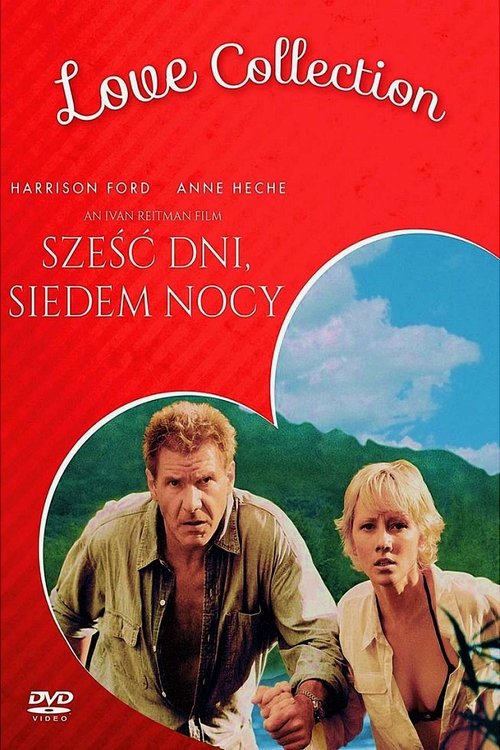 Love Collection
HARRISON FORD ANNE HECHE
AN IVAN REITMAN FILM
SZEŚĆ DNI,
SIEDEM NOCY
DVD
VIDEO